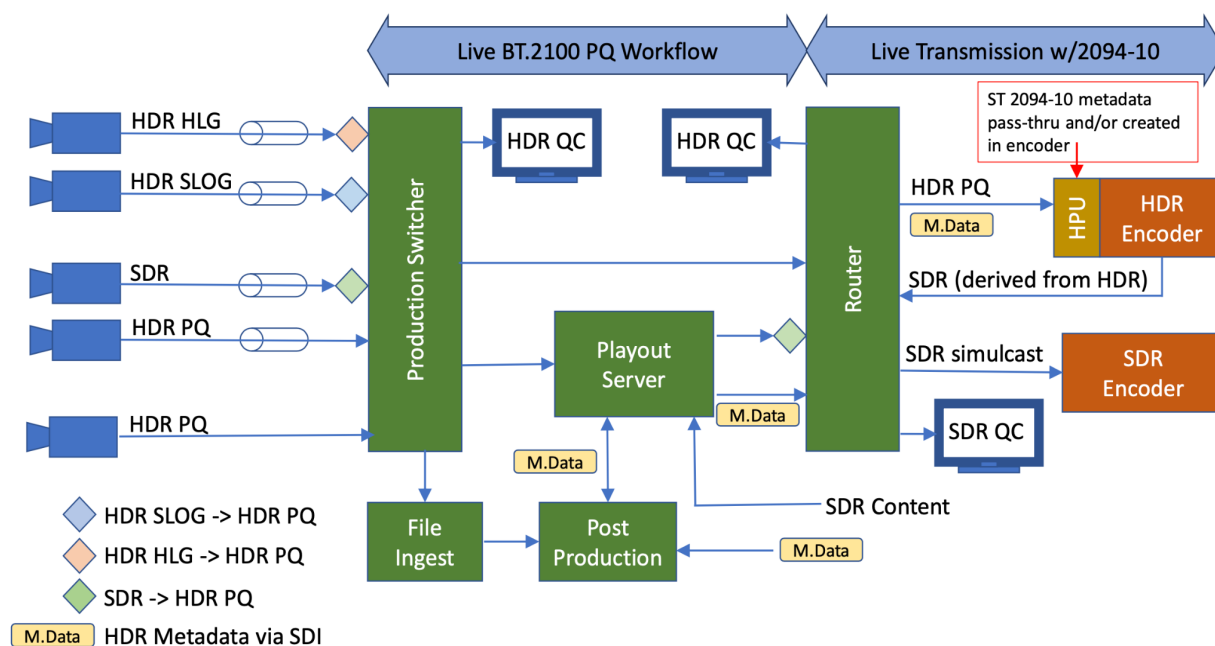 Live BT.2100 PQ Workflow
Live Transmission w/2094-10
ST 2094-10 metadata
pass-thru and/or created
in encoder
HDR HLG
HDR SLOG
SDR
HDR PQ
HDR PQ
Production Switcher
HDR QC
HDR QC
Router
HDR PQ
M.Data
HPU
HDR
Encoder
SDR (derived from HDR)
Playout
Server
M.Data
SDR simulcast
SDR
Encoder
SDR QC
M.Data
SDR Content
File
Ingest
Post
Production
M.Data
HDR SLOG -> HDR PQ
HDR HLG -> HDR PQ
SDR -> HDR PQ
M.Data HDR Metadata via SDI